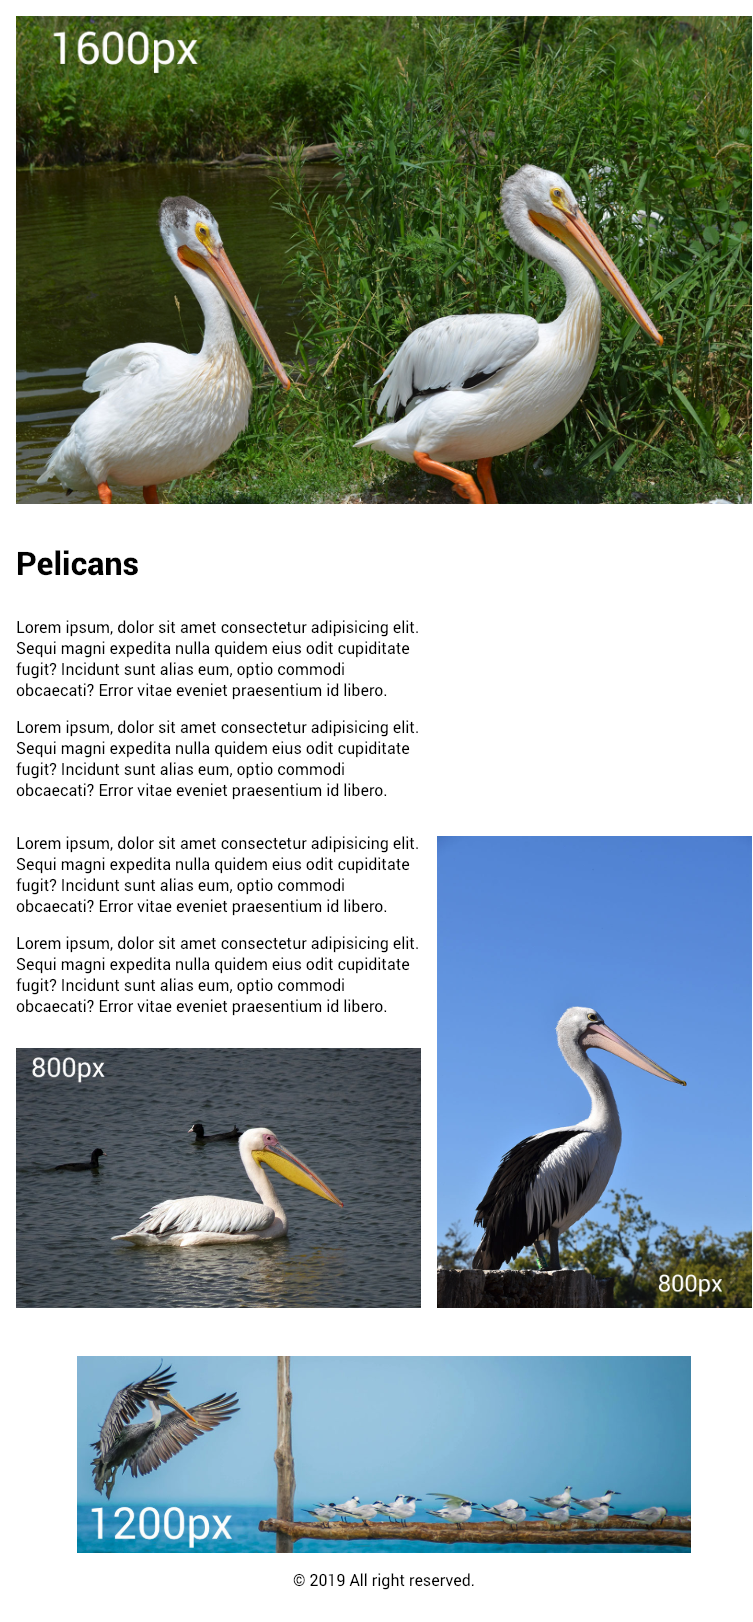 1600px
Pelicans
Lorem ipsum, dolor sit amet consectetur adipisicing elit.
Sequi magni expedita nulla quidem eius odit cupiditate
fugit? Incidunt sunt alias eum, optio commodi
obcaecati? Error vitae eveniet praesentium id libero.
Lorem ipsum, dolor sit amet consectetur adipisicing elit.
Sequi magni expedita nulla quidem eius odit cupiditate
fugit? Incidunt sunt alias eum, optio commodi
obcaecati? Error vitae eveniet praesentium id libero.
Lorem ipsum, dolor sit amet consectetur adipisicing elit.
Sequi magni expedita nulla quidem eius odit cupiditate
fugit? Incidunt sunt alias eum, optio commodi
obcaecati? Error vitae eveniet praesentium id libero.
Lorem ipsum, dolor sit amet consectetur adipisicing elit.
Sequi magni expedita nulla quidem eius odit cupiditate
fugit? Incidunt sunt alias eum, optio commodi
obcaecati? Error vitae eveniet praesentium id libero.
800px
800px
1200px
© 2019 All right reserved.